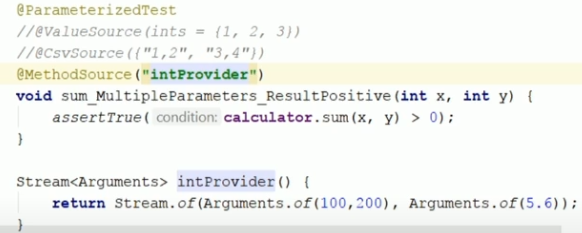 @ParameterizedTest
//@ValueSource(ints = {1, 2, 3})
//@CsvSource({"1,2", "3,4"})
@MethodSource("intProvider")
void sum_MultipleParameters_ResultPositive(int x, int y) {
assertTrue( condition: calculator.sum(x, y) > 0);
}
Stream<Arguments> intProvider() {
return Stream.of(Arguments.of(100,200), Arguments.of(5.6));
}